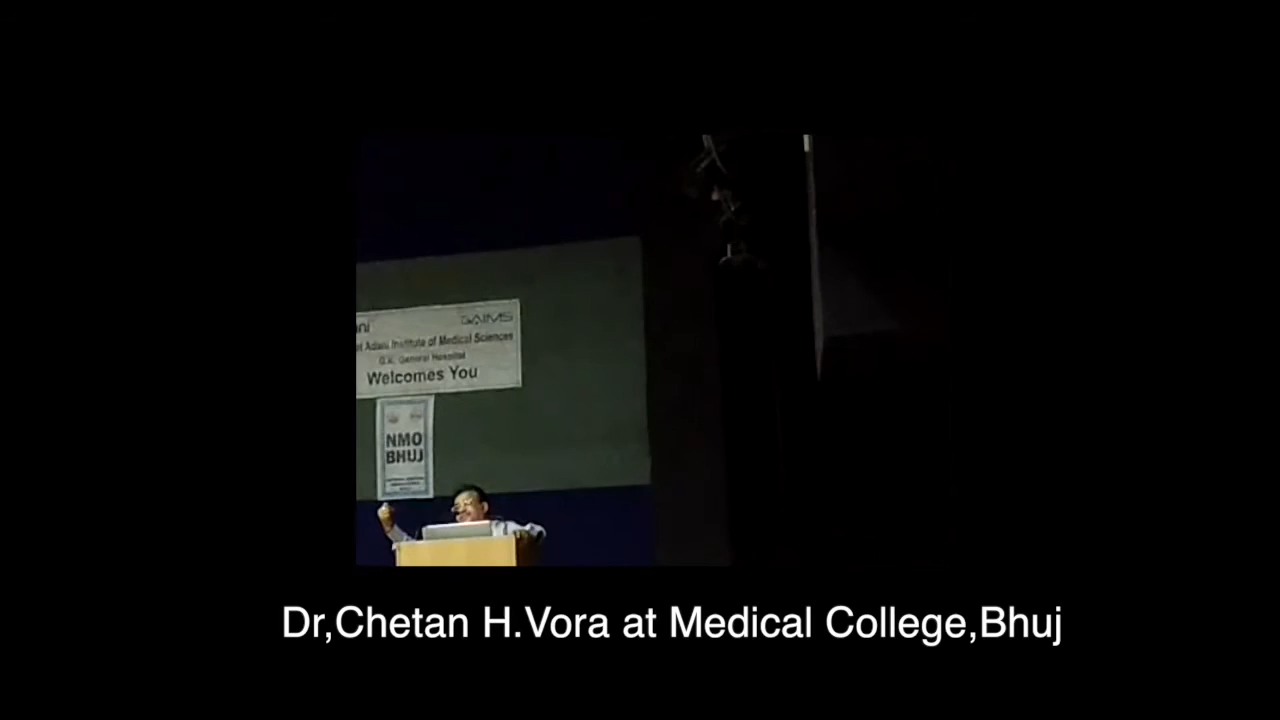 ani
GAIMS
at Adani Institute of Medical Sciences
G.K. General Hospital
Welcomes You
NMO
BHUJ
Dr,Chetan H.Vora at Medical College,Bhuj